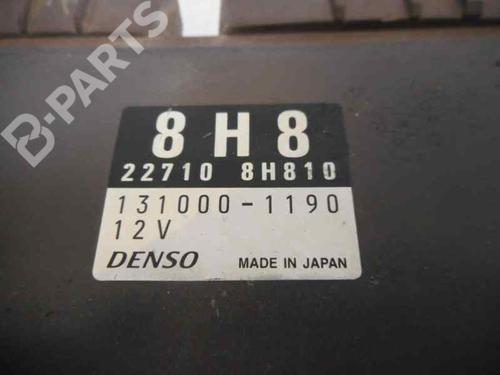 B-PARTS
8H8
22710 8H810
131000-1190
12V
DENSO MADE IN JAPAN